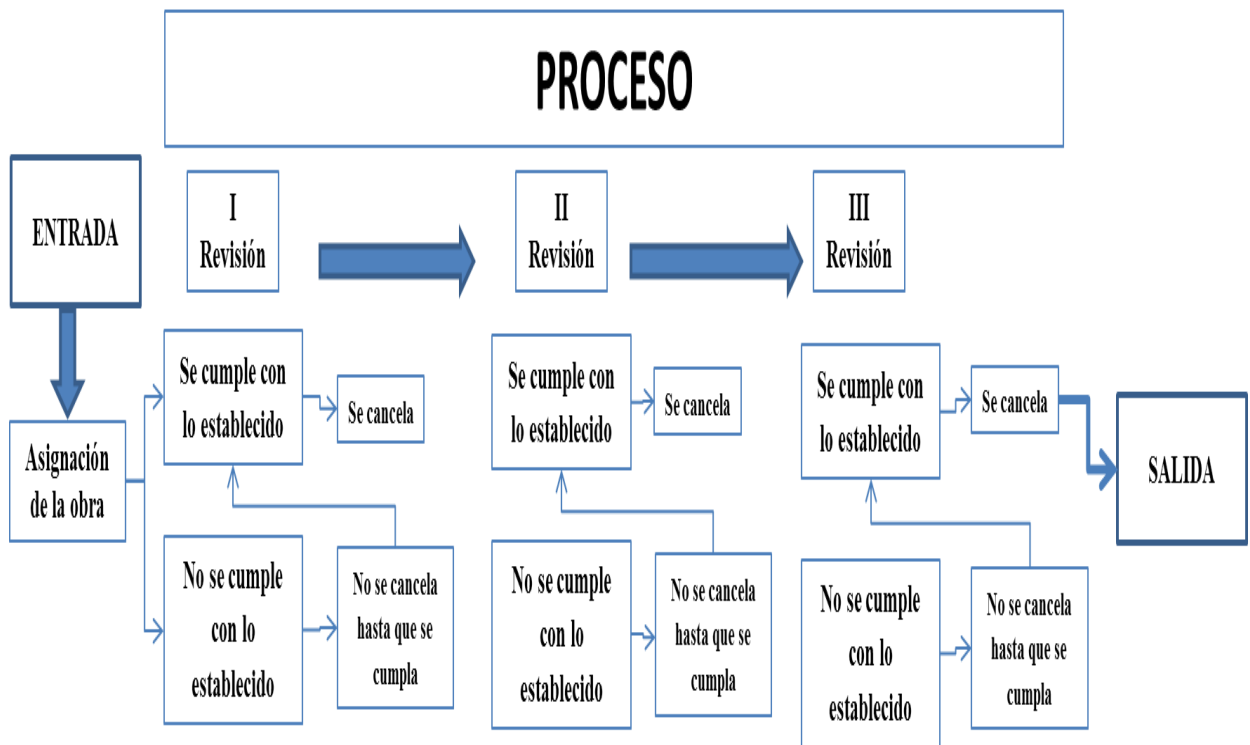 PROCESO
ENTRADA
I
Revisión
II
Revisión
III
Revisión
Asignación
de la obra
Se cumple con
lo establecido
Se cancela
No se cumple
con lo
establecido
No se cancela
hasta que se
cumpla
Se cumple con
lo establecido
Se cancela
No se cumple
con lo
establecido
No se cancela
hasta que se
cumpla
Se cumple con
lo establecido
Se cancela
No se cumple
con lo
establecido
No se cancela
hasta que se
cumpla
SALIDA